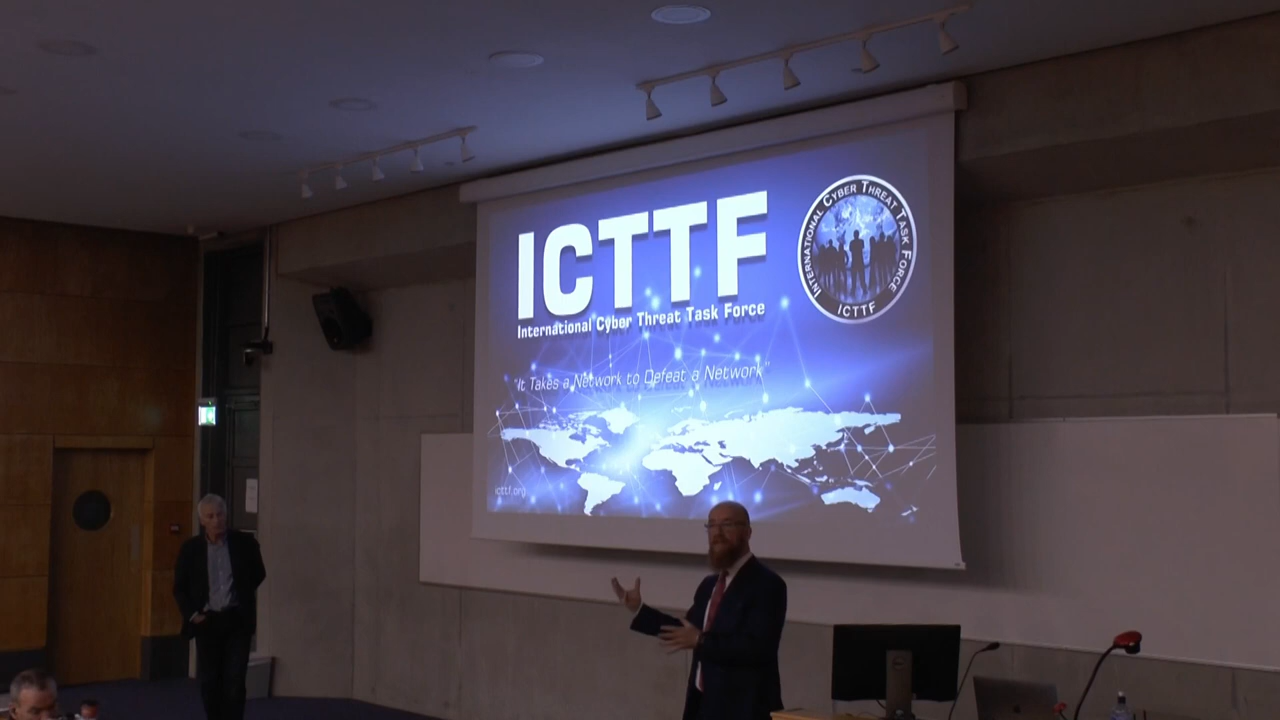 ICTTF
International Cyber Threat Task Force
"It Takes a Network to Defeat a Network"
icttf.org
INTERNATIONAL CYBER THREAT TASK FORCE
ICTTF